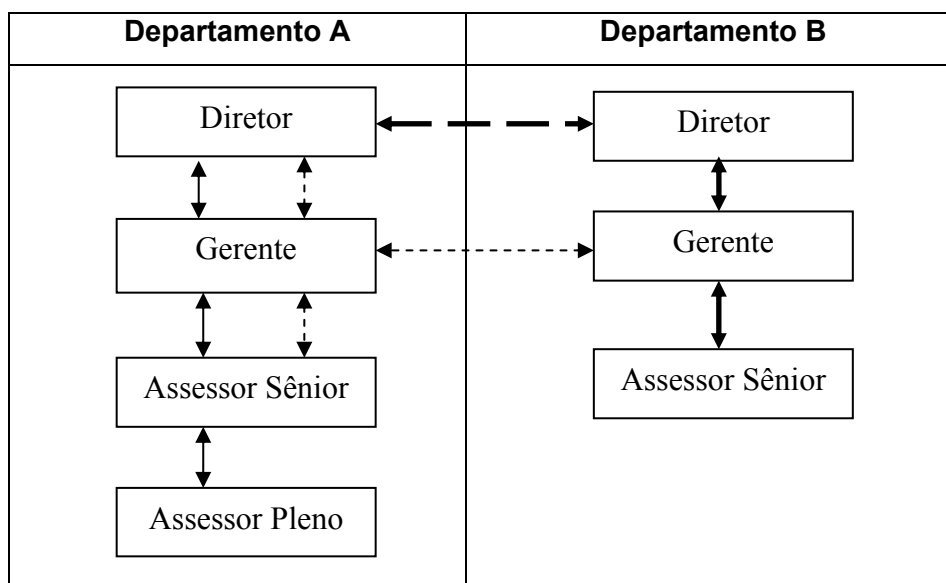 Departamento A
Departamento B
Diretor
Diretor
Gerente
Gerente
Assessor Sênior
Assessor Sênior
Assessor Pleno